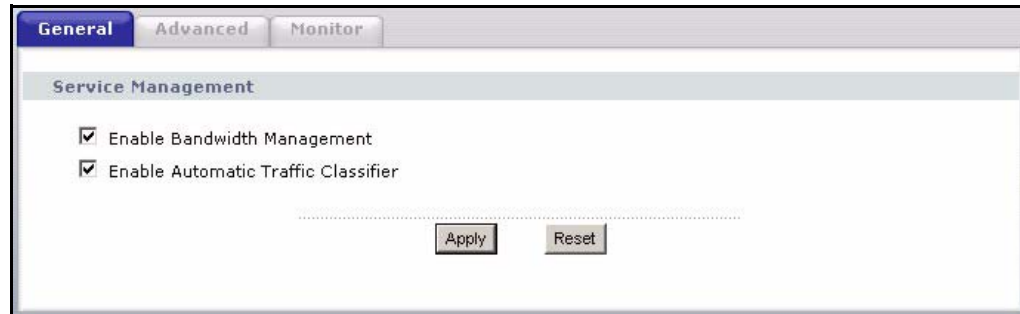 General Advanced Monitor
Service Management
Enable Bandwidth Management
Enable Automatic Traffic Classifier
Apply Reset